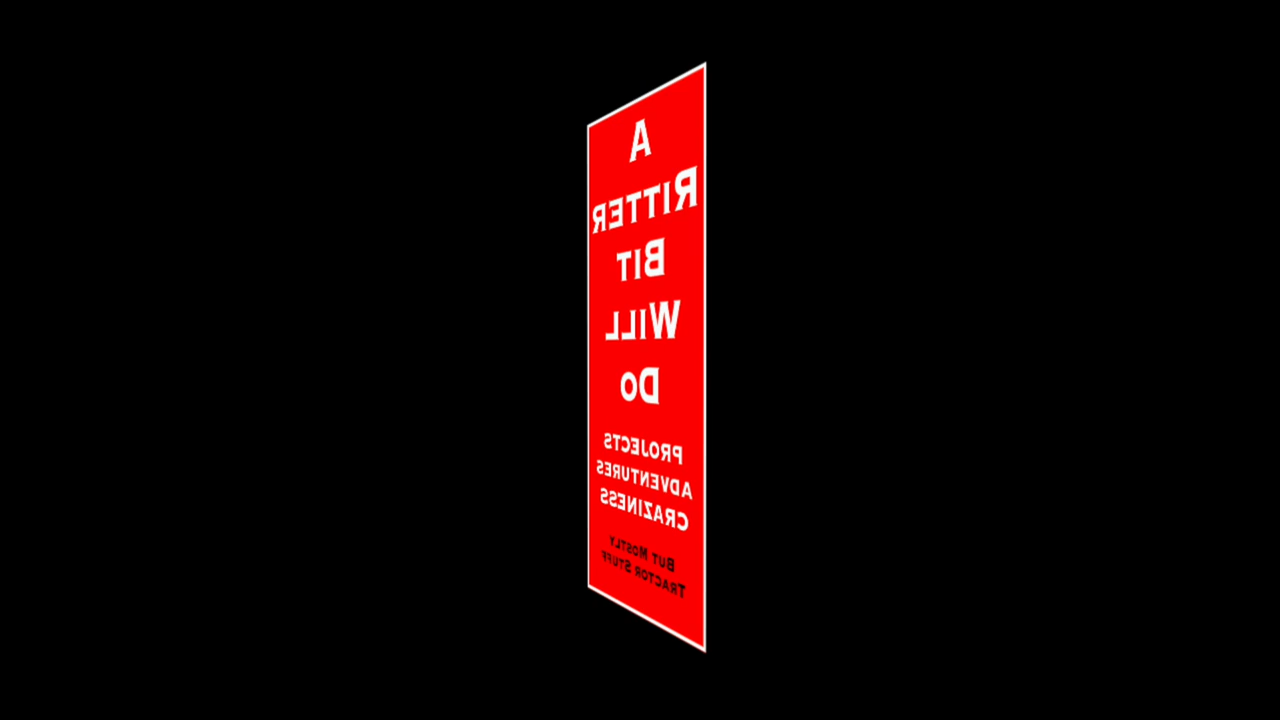 A
RITTER
BIT
WILL
DO
PROJECTS
ADVENTURES
CRAZINESS
BUT MOSTLY
TRACTOR STUFF